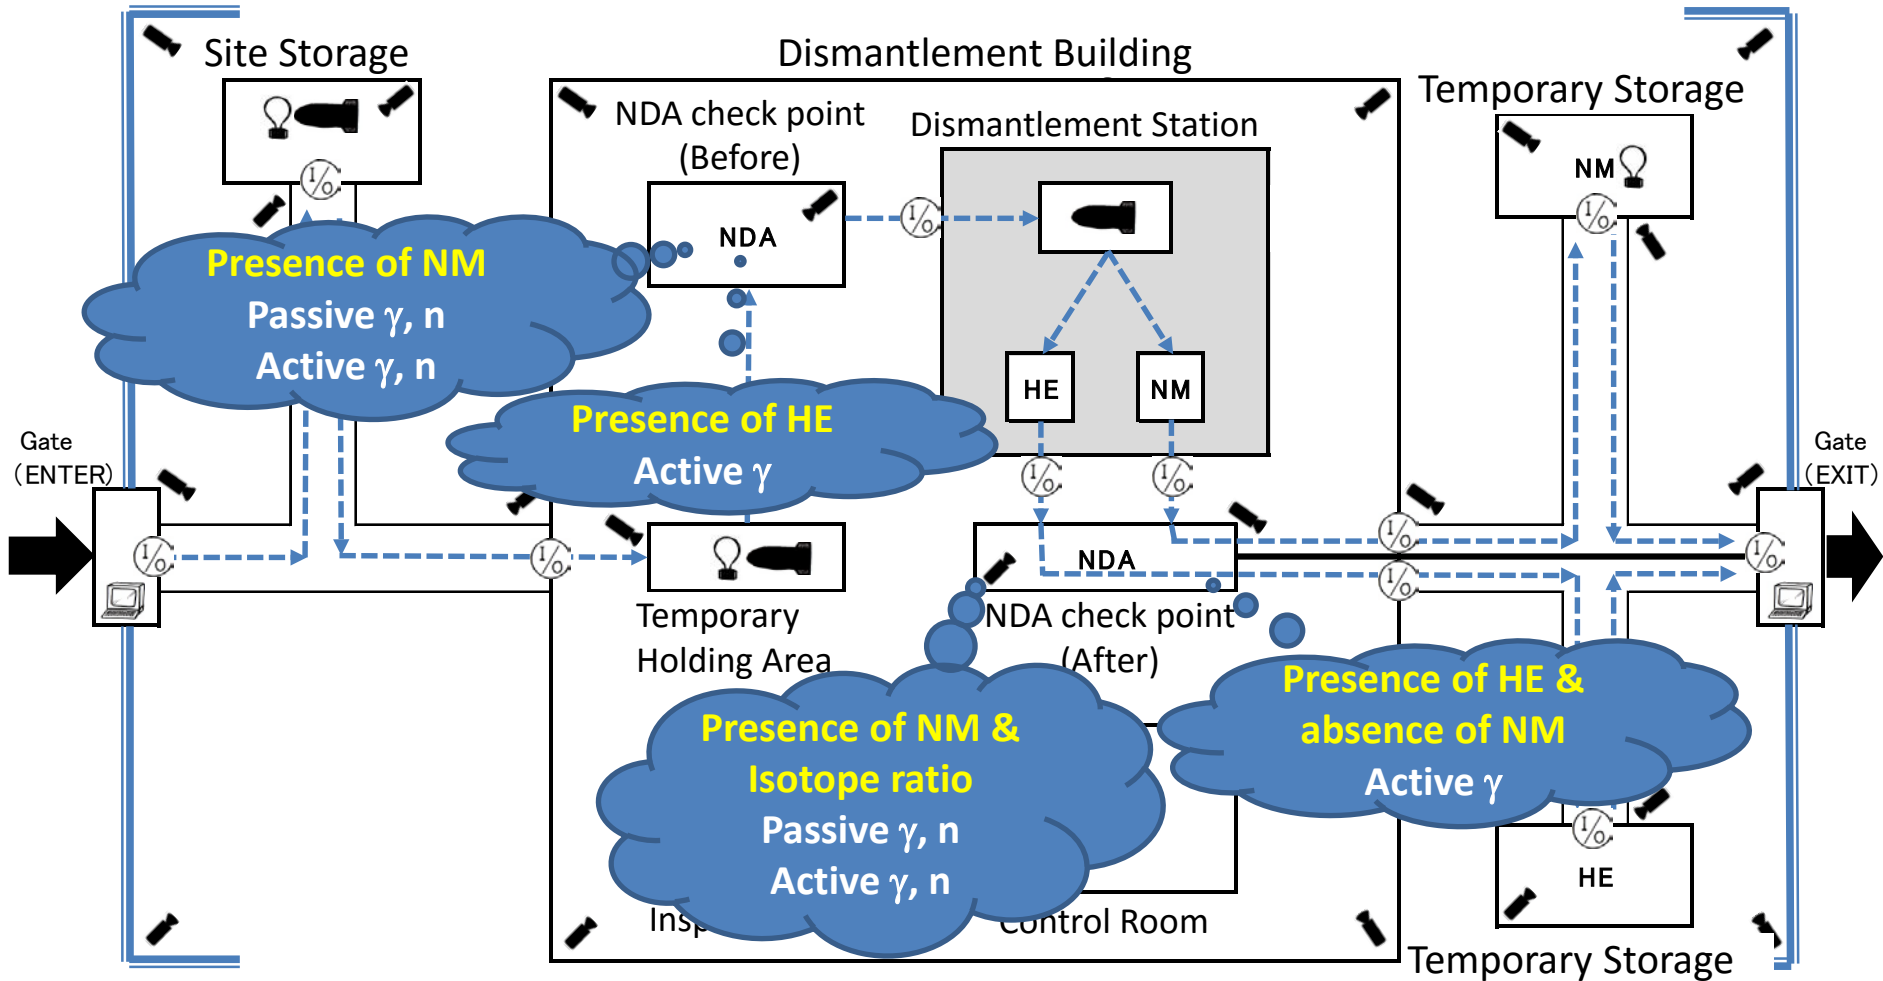 Site Storage
Dismantlement Building
Temporary Storage
NDA check point
(Before)
Dismantlement Station
I/O
NM
I/O
NDA
I/O
I/O
Presence of NM
Passive γ, n
Active γ, n
HE
NM
Presence of HE
Active γ
Gate
(ENTER)
Gate
(EXIT)
I/O
I/O
I/O
I/O
NDA
I/O
I/O
I/O
Temporary
Holding Area
NDA check point
(After)
Presence of NM &
Isotope ratio
Passive γ, n
Active γ, n
Presence of HE &
absence of NM
Active γ
I/O
HE
Control Room
Temporary Storage